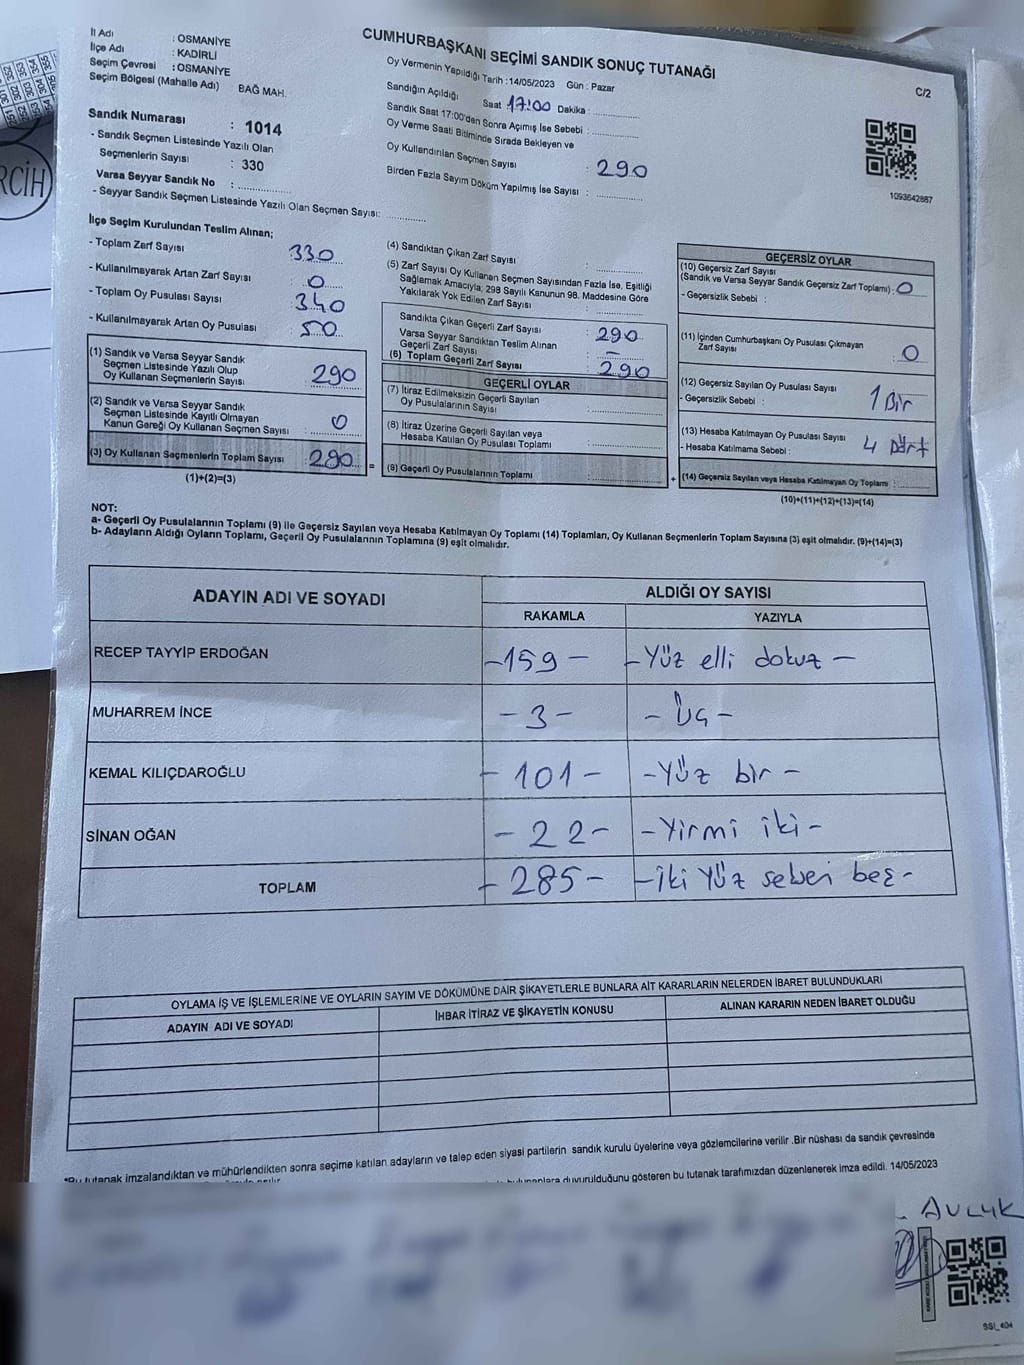 CUMHURBAŞKANI SEÇİMİ SANDIK SONUÇ TUTANAĞI
C/2
İl Adı : OSMANİYE
İlçe Adı : KADİRLİ
Seçim Çevresi : OSMANİYE
Seçim Bölgesi (Mahalle Adı) BAĞ MAH.
Sandık Numarası : 1014
- Sandık Seçmen Listesinde Yazılı Olan
Seçmenlerin Sayısı : 330
Varsa Seyyar Sandık No : ..............
- Seyyar Sandık Seçmen Listesinde Yazılı Olan Seçmen Sayısı: ..............
Oy Vermenin Yapıldığı Tarih : 14/05/2023 Gün : Pazar
Sandığın Açıldığı Saat 17:00 Dakika : ..............
Sandık Saat 17:00'den Sonra Açımış İse Sebebi : ..............
Oy Verme Saati Bitiminde Sırada Bekleyen ve
Oy Kullandırılan Seçmen Sayısı : 290
Birden Fazla Sayım Döküm Yapılmış İse Sayısı : ..............
1093642887
İlçe Seçim Kurulundan Teslim Alınan;
- Toplam Zarf Sayısı 330
- Kullanılmayarak Artan Zarf Sayısı 0
- Toplam Oy Pusulası Sayısı 340
- Kullanılmayarak Artan Oy Pusulası : 50
(1) Sandık ve Varsa Seyyar Sandık
Seçmen Listesinde Yazılı Olup
Oy Kullanan Seçmenlerin Sayısı : 290
(2) Sandık ve Varsa Seyyar Sandık
Seçmen Listesinde Kayıtlı Olmayan
Kanun Gereği Oy Kullanan Seçmen Sayısı : 0
(3) Oy Kullanan Seçmenlerin Toplam Sayısı : 290 =
(1)+(2)=(3)
(4) Sandıktan Çıkan Zarf Sayısı : ..............
(5) Zarf Sayısı Oy Kullanan Seçmen Sayısından Fazla İse, Eşitliği
Sağlamak Amacıyla; 298 Sayılı Kanunun 98. Maddesine Göre
Yakılarak Yok Edilen Zarf Sayısı : ..............
Sandıkta Çıkan Geçerli Zarf Sayısı : 290
Varsa Seyyar Sandıktan Teslim Alınan
Geçerli Zarf Sayısı : –
(6) Toplam Geçerli Zarf Sayısı : 290
GEÇERLİ OYLAR
(7) İtiraz Edilmeksizin Geçerli Sayılan
Oy Pusulalarının Sayısı : ..............
(8) İtiraz Üzerine Geçerli Sayılan veya
Hesaba Katılan Oy Pusulası Toplamı : ..............
(9) Geçerli Oy Pusulalarının Toplamı : .............. +
GEÇERSİZ OYLAR
(10) Geçersiz Zarf Sayısı
(Sandık ve Varsa Seyyar Sandık Geçersiz Zarf Toplamı) : 0
- Geçersizlik Sebebi :
(11) İçinden Cumhurbaşkanı Oy Pusulası Çıkmayan
Zarf Sayısı : 0
(12) Geçersiz Sayılan Oy Pusulası Sayısı
- Geçersizlik Sebebi : 1 Bir
(13) Hesaba Katılmayan Oy Pusulası Sayısı
- Hesaba Katılmama Sebebi : 4 Dört
(14) Geçersiz Sayılan veya Hesaba Katılmayan Oy Toplamı : ..............
(10)+(11)+(12)+(13)=(14)
NOT:
a- Geçerli Oy Pusulalarının Toplamı (9) ile Geçersiz Sayılan veya Hesaba Katılmayan Oy Toplamı (14) Toplamları, Oy Kullanan Seçmenlerin Toplam Sayısına (3) eşit olmalıdır. (9)+(14)=(3)
b- Adayların Aldığı Oyların Toplamı, Geçerli Oy Pusulalarının Toplamına (9) eşit olmalıdır.
ADAYIN ADI VE SOYADI ALDIĞI OY SAYISI
RAKAMLA YAZIYLA
RECEP TAYYİP ERDOĞAN –159– –Yüz elli dokuz–
MUHARREM İNCE –3– –Üç–
KEMAL KILIÇDAROĞLU –101– –Yüz bir–
SİNAN OĞAN –22– –Yirmi iki–
TOPLAM –285– –İki Yüz seksen beş–
OYLAMA İŞ VE İŞLEMLERİNE VE OYLARIN SAYIM VE DÖKÜMÜNE DAİR ŞİKAYETLERLE BUNLARA AİT KARARLARIN NELERDEN İBARET BULUNDUKLARI
ADAYIN ADI VE SOYADI İHBAR İTİRAZ VE ŞİKAYETİN KONUSU ALINAN KARARIN NEDEN İBARET OLDUĞU
*Bu tutanak imzalandıktan ve mühürlendikten sonra seçime katılan adayların ve talep eden siyasi partilerin sandık kurulu üyelerine veya gözlemcilerine verilir .Bir nüshası da sandık çevresinde
duyurulduğunu gösteren bu tutanak tarafımızdan düzenlenerek imza edildi. 14/05/2023
SSI_404